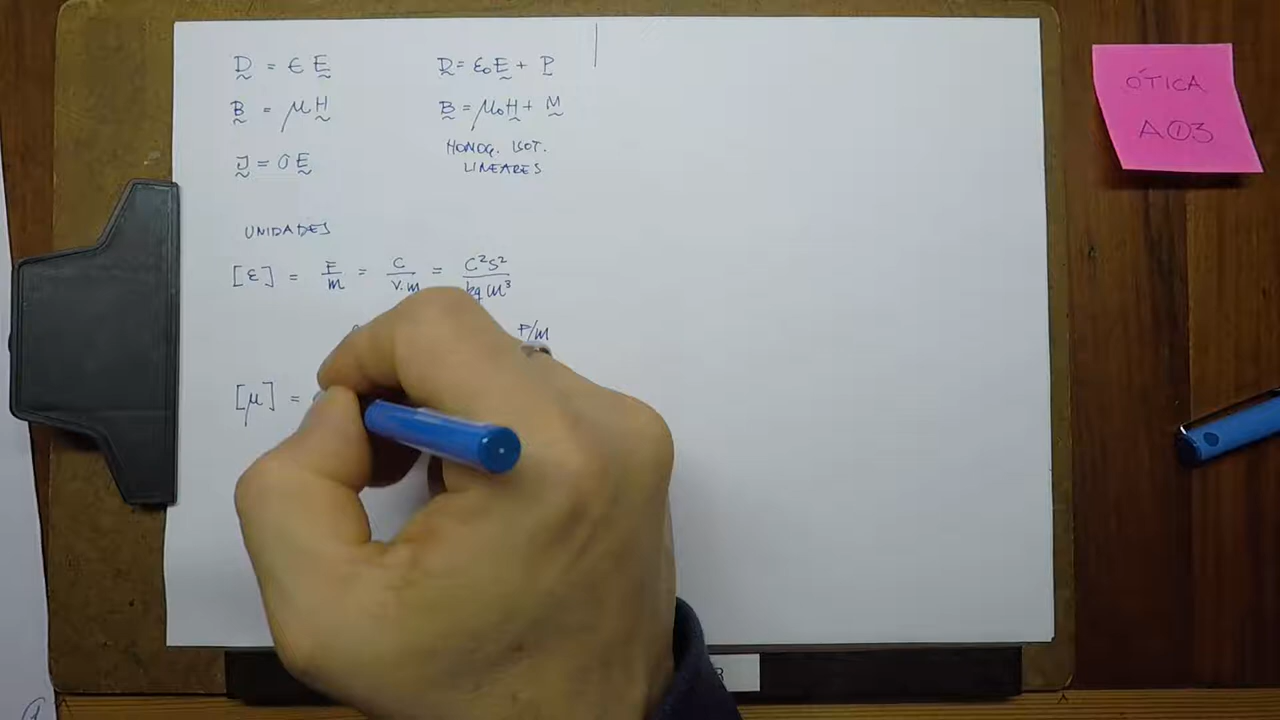 D = ϵ E
B = μ H
J = σ E
D = ε₀E + P
B = μ₀H + M
HOMOG. ISOT.
LINEARES
UNIDADES
[ε] = F/m = C/V.m = C²S²/kg m³
F/m
[μ] =
ÓTICA
A03